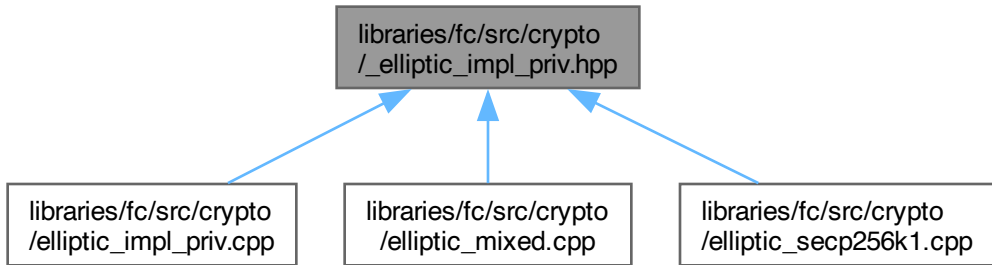 libraries/fc/src/crypto
/_elliptic_impl_priv.hpp
libraries/fc/src/crypto
/elliptic_impl_priv.cpp
libraries/fc/src/crypto
/elliptic_mixed.cpp
libraries/fc/src/crypto
/elliptic_secp256k1.cpp